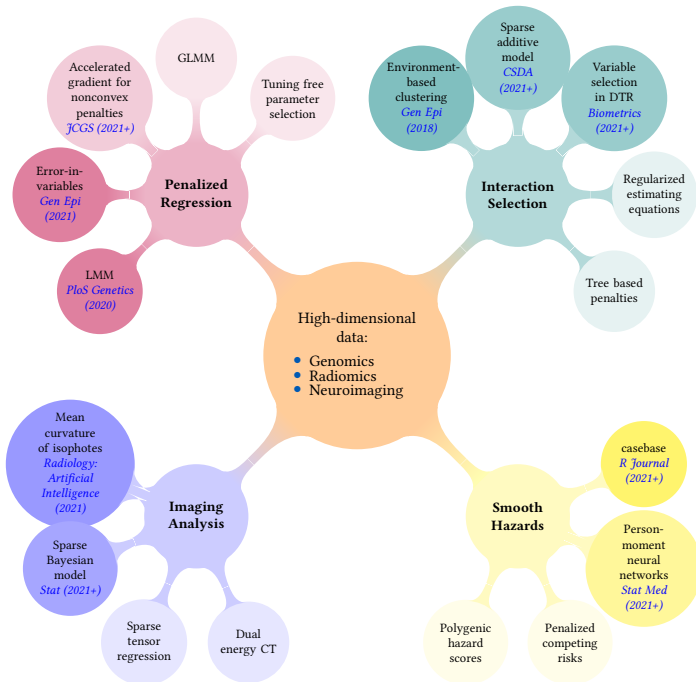 Accelerated
gradient for
nonconvex
penalties
JCGS (2021+)
GLMM
Tuning free
parameter
selection
Error-in-
variables
Gen Epi
(2021)
Penalized
Regression
LMM
PloS Genetics
(2020)
Environment-
based
clustering
Gen Epi
(2018)
Sparse
additive
model
CSDA
(2021+)
Variable
selection
in DTR
Biometrics
(2021+)
Interaction
Selection
Regularized
estimating
equations
Tree based
penalties
High-dimensional
data:
• Genomics
• Radiomics
• Neuroimaging
Mean
curvature
of isophotes
Radiology:
Artificial
Intelligence
(2021)
Imaging
Analysis
Sparse
Bayesian
model
Stat (2021+)
Sparse
tensor
regression
Dual
energy CT
casebase
R Journal
(2021+)
Smooth
Hazards
Person-
moment
neural
networks
Stat Med
(2021+)
Polygenic
hazard
scores
Penalized
competing
risks